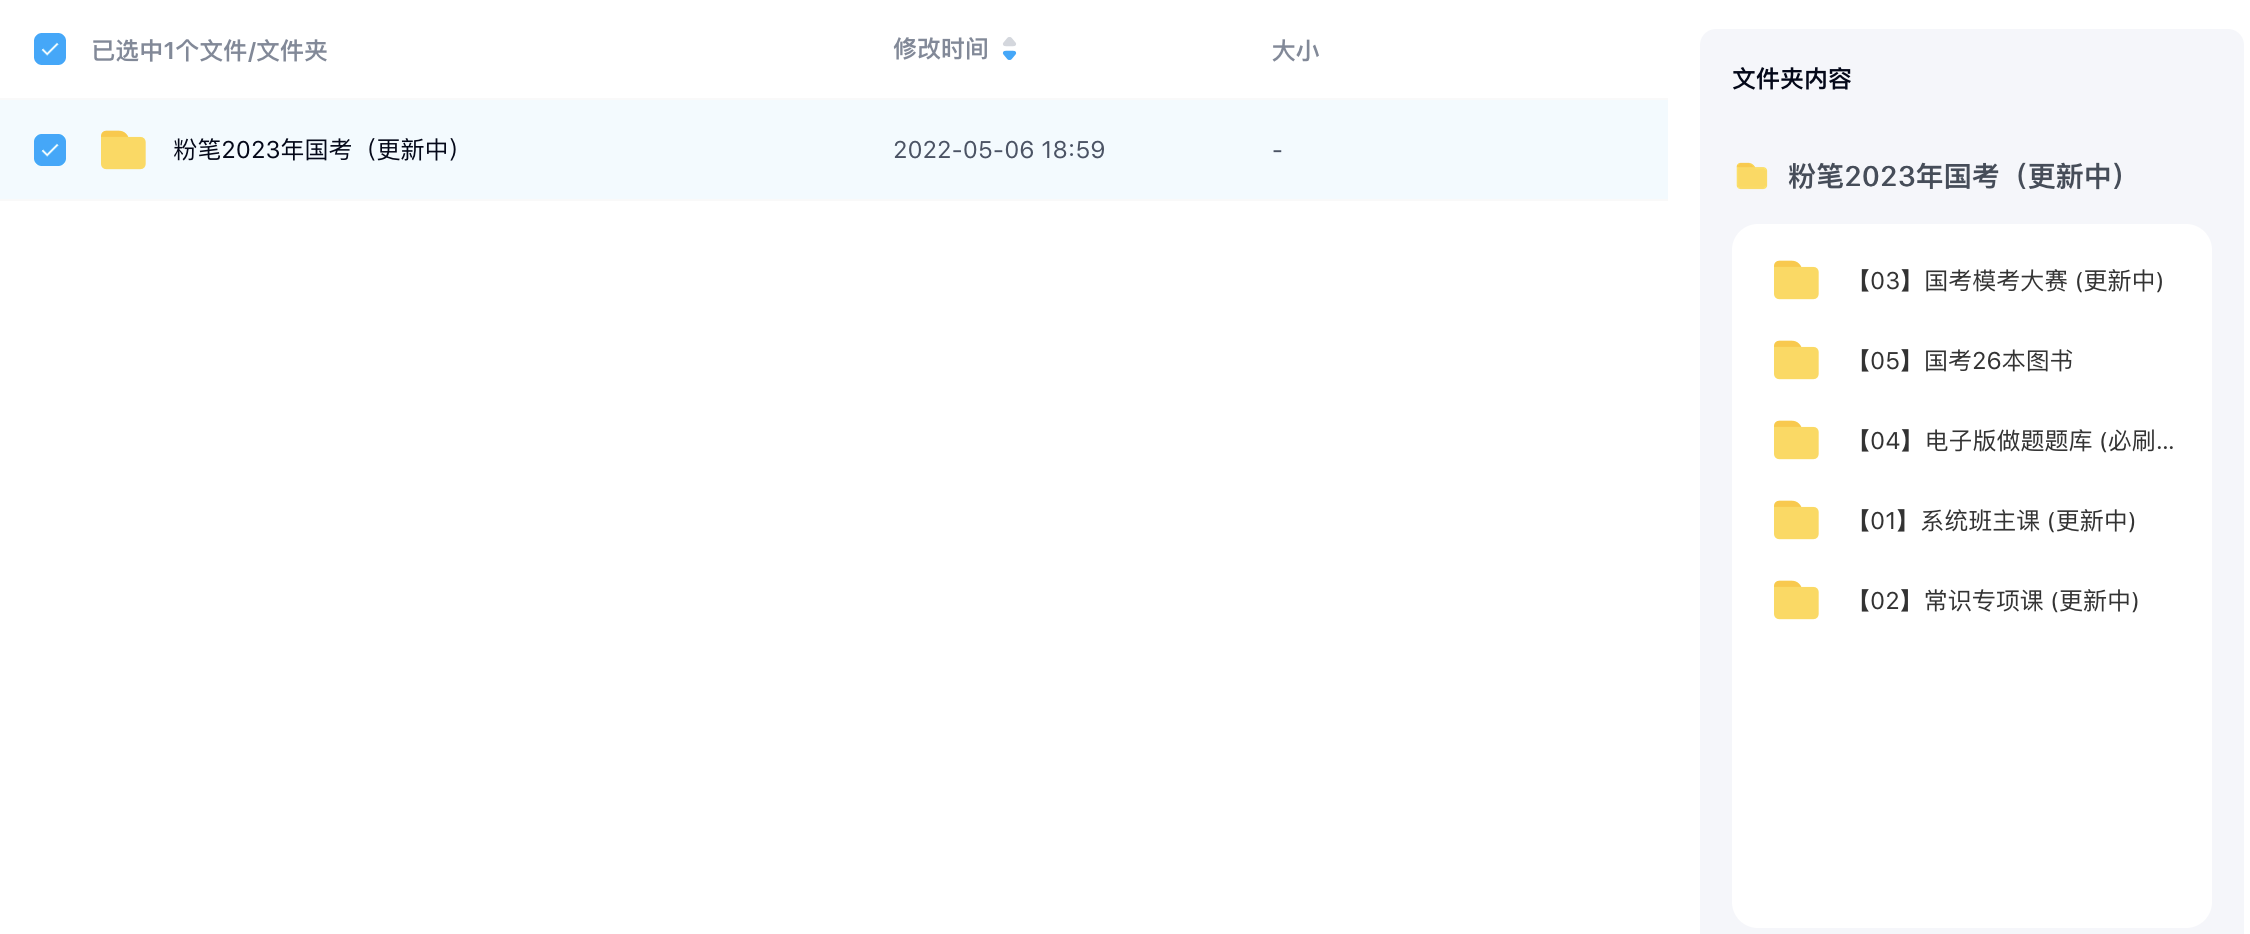 已选中1个文件/文件夹
修改时间
大小
粉笔2023年国考（更新中）
2022-05-06 18:59
-
文件夹内容
粉笔2023年国考（更新中）
【03】国考模考大赛 (更新中)
【05】国考26本图书
【04】电子版做题题库 (必刷...
【01】系统班主课 (更新中)
【02】常识专项课 (更新中)